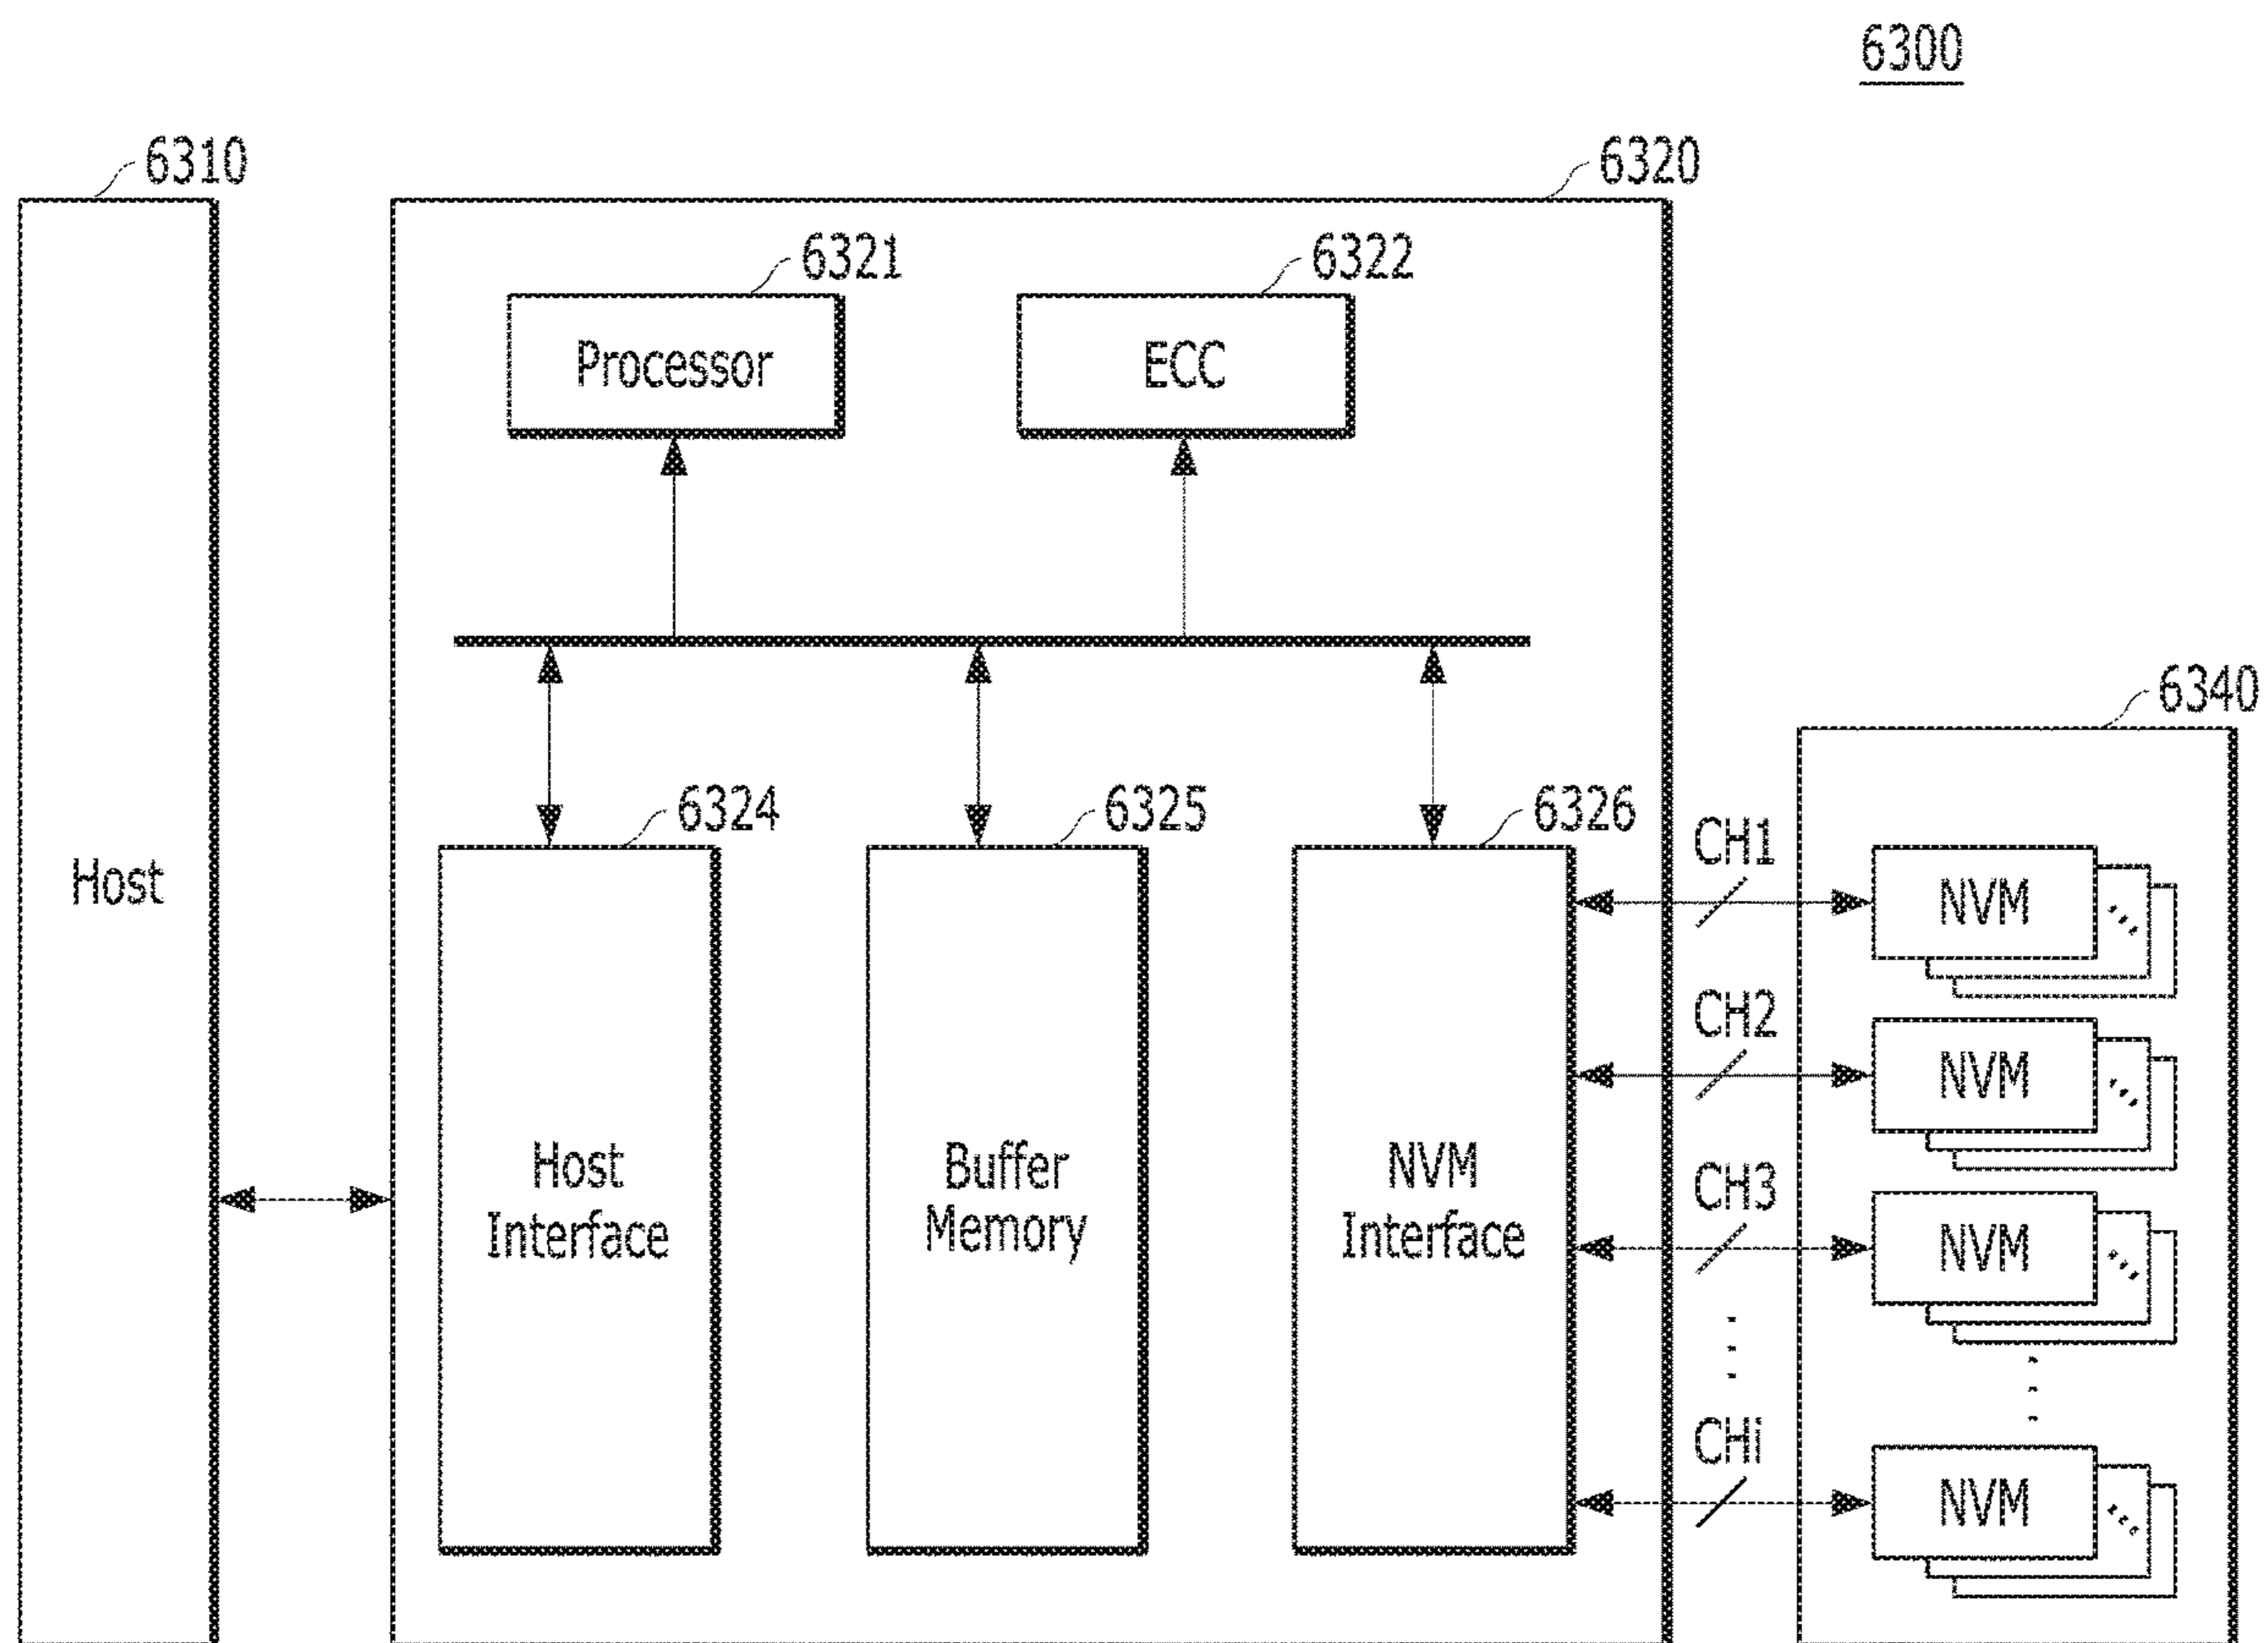 6300
6310
6320
6321
6322
Processor
ECC
6340
6324
6325
6326
CH1
Host
NVM
CH2
NVM
Host
Interface
Buffer
Memory
NVM
Interface
CH3
NVM
CHi
NVM